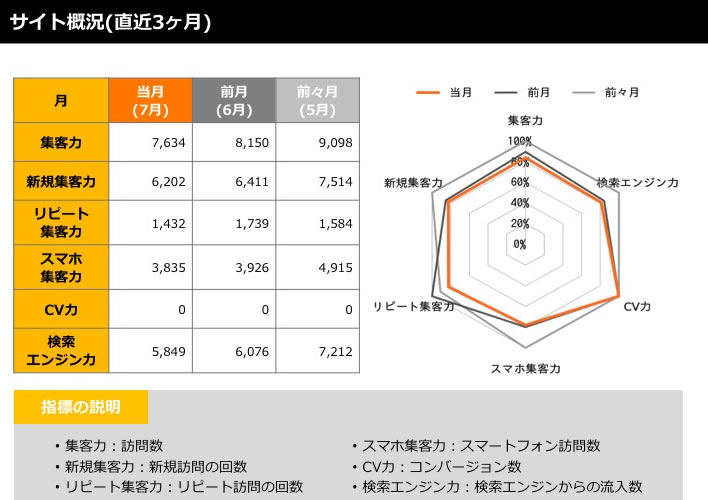 サイト概況(直近3ヶ月)
月 当月 前月 前々月
(7月) (6月) (5月)
集客力 7,634 8,150 9,098
新規集客力 6,202 6,411 7,514
リピート
集客力 1,432 1,739 1,584
スマホ
集客力 3,835 3,926 4,915
CV力 0 0 0
検索
エンジン力 5,849 6,076 7,212
当月 前月 前々月
集客力
100%
80%
新規集客力 60% 検索エンジン力
40%
20%
0%
リピート集客力 CV力
スマホ集客力
指標の説明
・集客力：訪問数
・新規集客力：新規訪問の回数
・リピート集客力：リピート訪問の回数
・スマホ集客力：スマートフォン訪問数
・CV力：コンバージョン数
・検索エンジン力：検索エンジンからの流入数